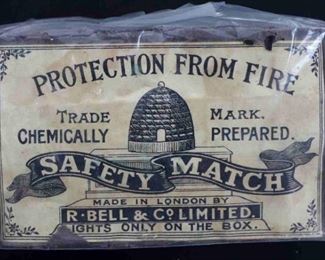 PROTECTION FROM FIRE
TRADE MARK.
CHEMICALLY PREPARED.
SAFETY MATCH
MADE IN LONDON BY
R. BELL & Co LIMITED.
IGHTS ONLY ON THE BOX.